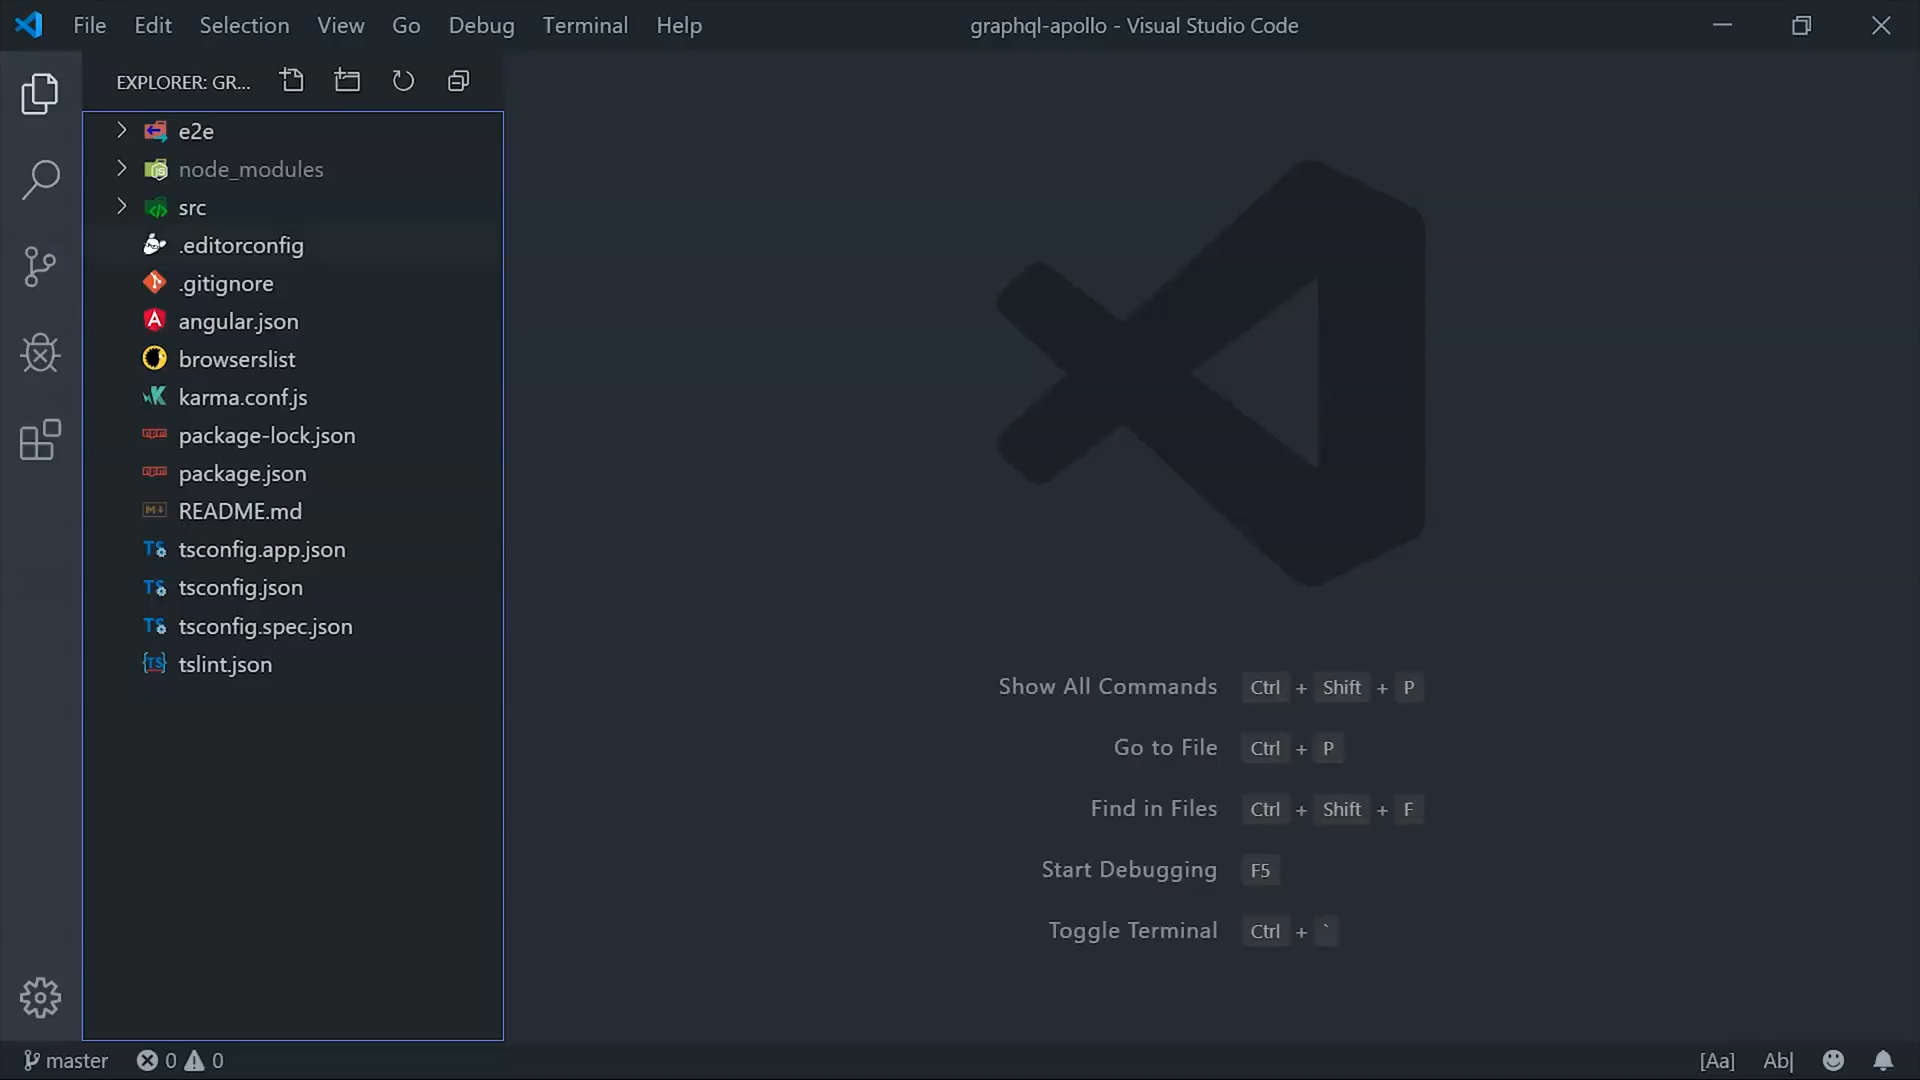 File Edit Selection View Go Debug Terminal Help
graphql-apollo - Visual Studio Code
EXPLORER: GR...
e2e
node_modules
src
.editorconfig
.gitignore
angular.json
browserslist
karma.conf.js
package-lock.json
package.json
README.md
tsconfig.app.json
tsconfig.json
tsconfig.spec.json
tslint.json
Show All Commands Ctrl + Shift + P
Go to File Ctrl + P
Find in Files Ctrl + Shift + F
Start Debugging F5
Toggle Terminal Ctrl + `
master 0 0
[Aa] Ab|